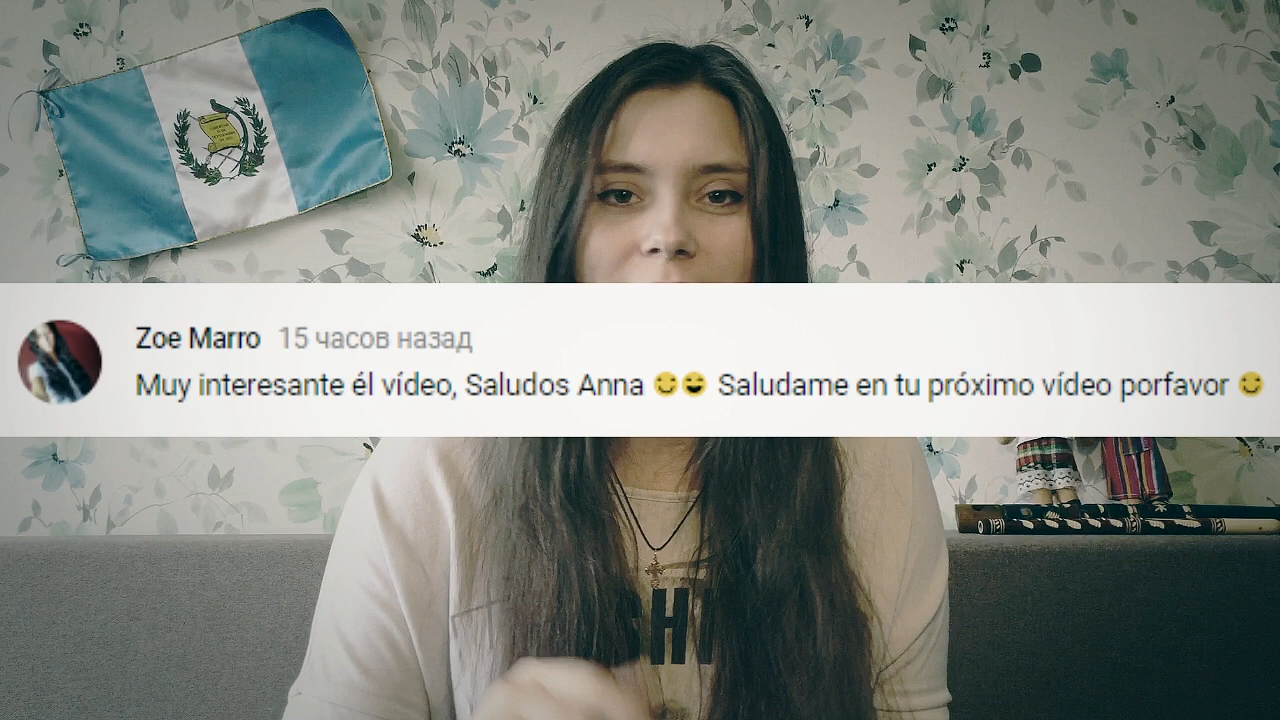 Zoe Marro 15 часов назад
Muy interesante él vídeo, Saludos Anna 😊😄 Saludame en tu próximo vídeo porfavor 😊